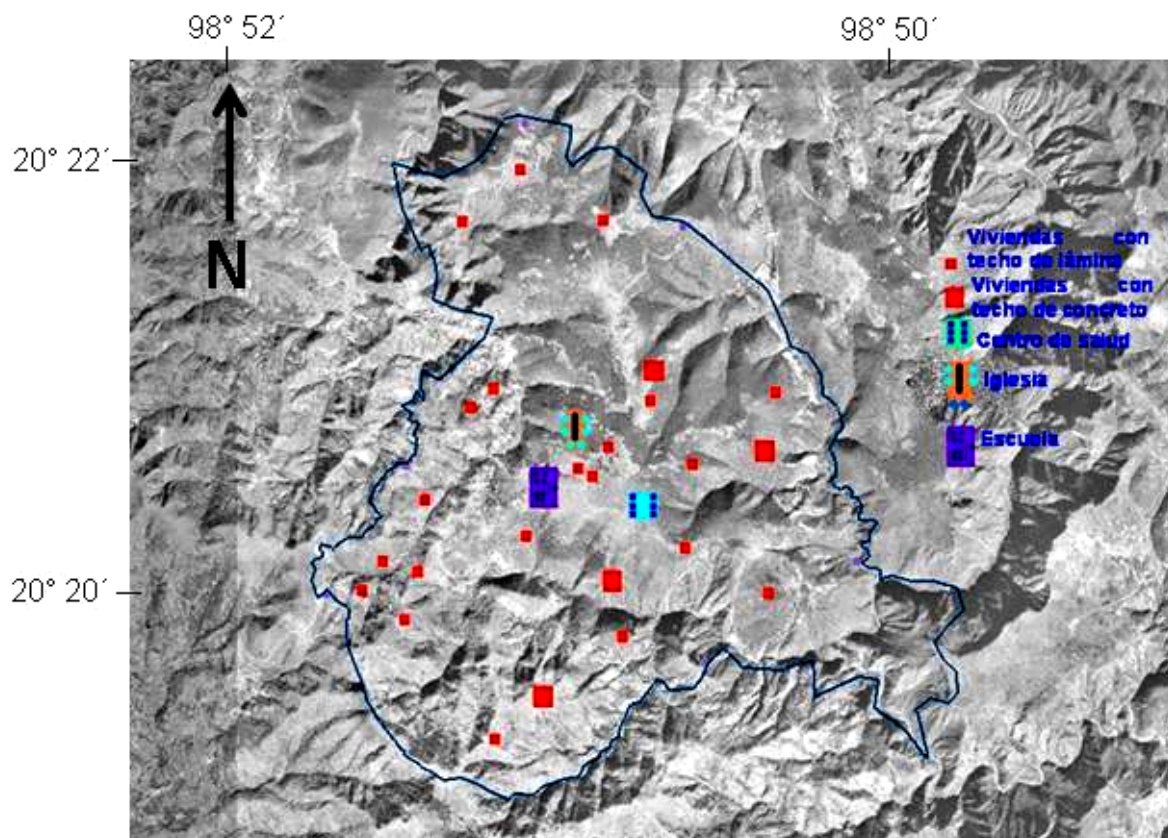 98° 52´
98° 50´
20° 22´
N
Viviendas con
techo de lámina
Viviendas con
techo de concreto
Centro de salud
Iglesia
Escuela
20° 20´